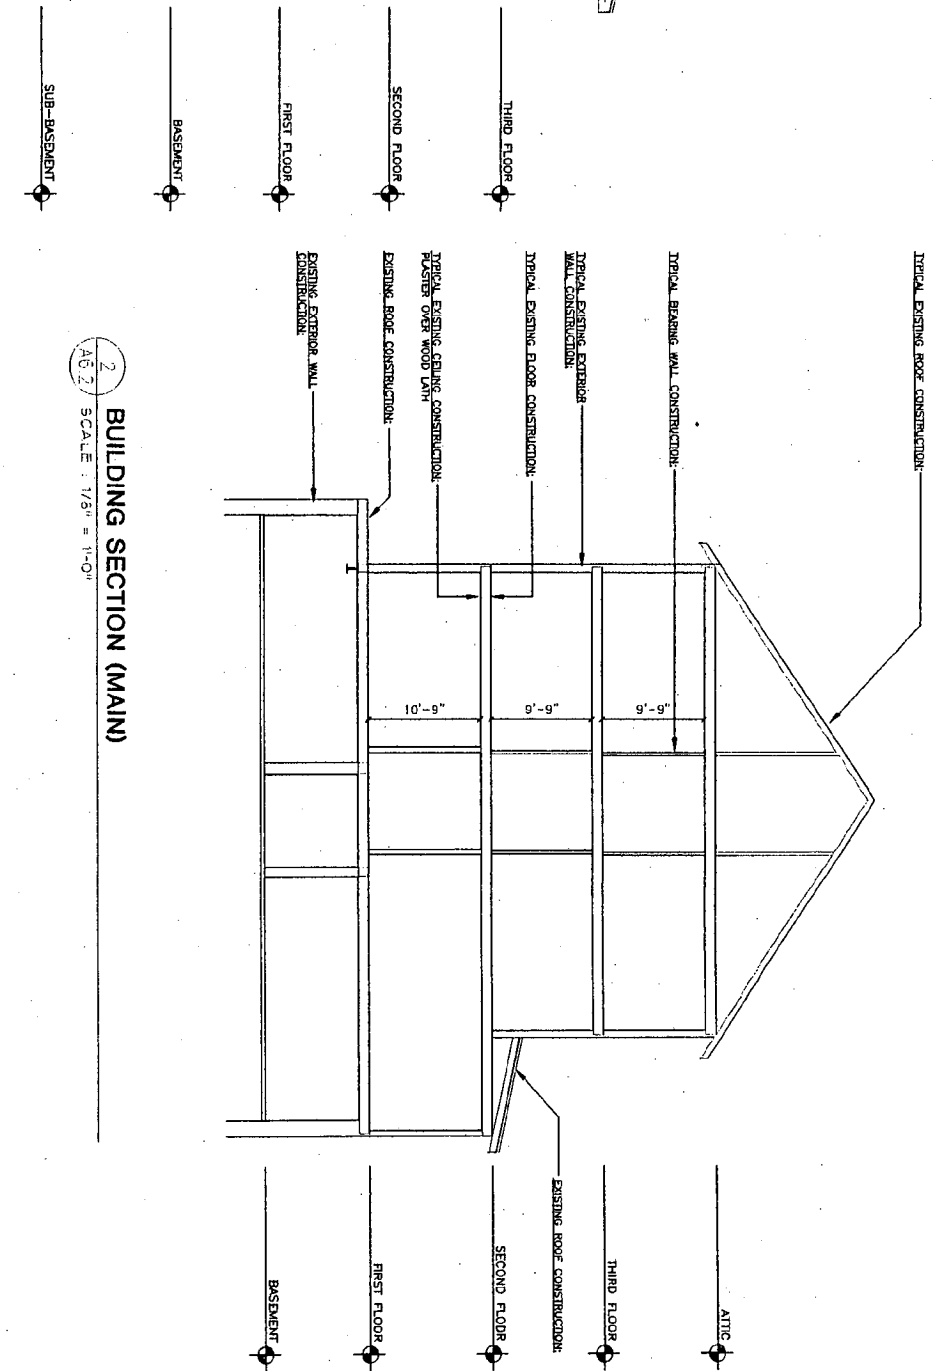 THIRD FLOOR
SECOND FLOOR
FIRST FLOOR
BASEMENT
SUB-BASEMENT
TYPICAL EXISTING ROOF CONSTRUCTION:
TYPICAL BEARING WALL CONSTRUCTION:
TYPICAL EXISTING EXTERIOR
WALL CONSTRUCTION:
TYPICAL EXISTING FLOOR CONSTRUCTION:
TYPICAL EXISTING CEILING CONSTRUCTION:
PLASTER OVER WOOD LATH
EXISTING ROOF CONSTRUCTION:
EXISTING EXTERIOR WALL
CONSTRUCTION:
9'-9"
9'-9"
10'-9"
EXISTING ROOF CONSTRUCTION:
ATTIC
THIRD FLOOR
SECOND FLOOR
FIRST FLOOR
BASEMENT
2
A6.2
BUILDING SECTION (MAIN)
SCALE : 1/8" = 1'-0"